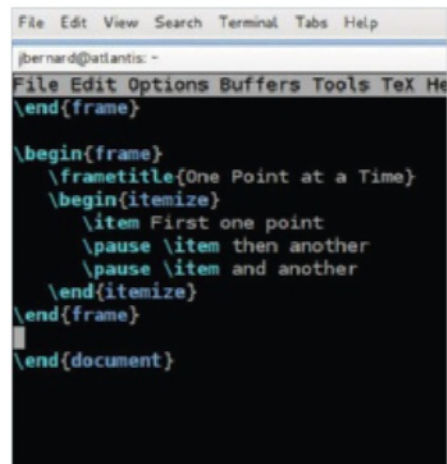 File Edit View Search Terminal Tabs Help
jbernard@atlantis: ~
File Edit Options Buffers Tools TeX He
\end{frame}
\begin{frame}
\frametitle{One Point at a Time}
\begin{itemize}
\item First one point
\pause \item then another
\pause \item and another
\end{itemize}
\end{frame}
\end{document}